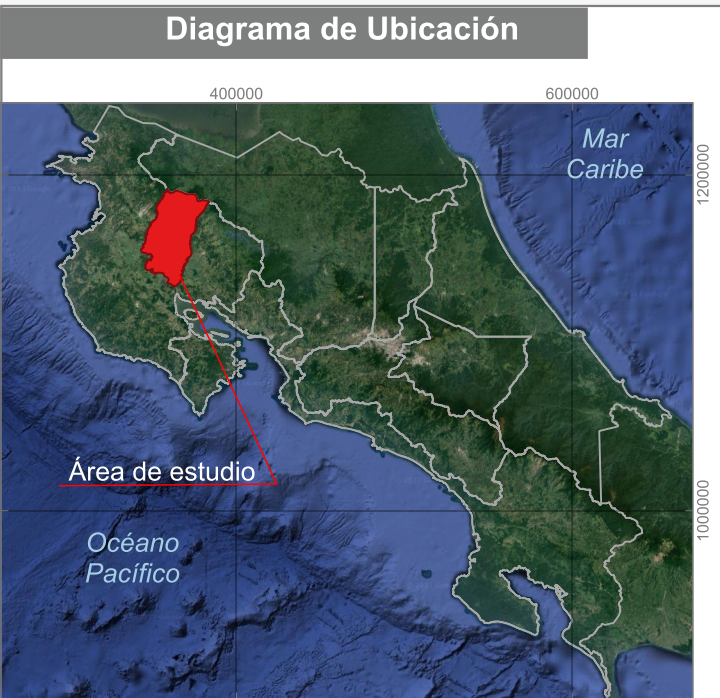 Diagrama de Ubicación
400000
600000
Mar
Caribe
1200000
Área de estudio
1000000
Océano
Pacífico